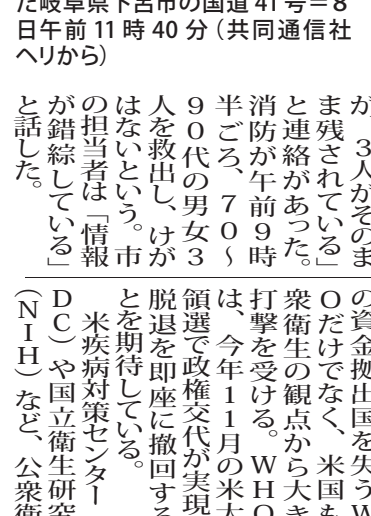 た岐阜県下呂市の国道41号＝8
日午前11時40分（共同通信社
ヘリから）
が、3人がそのま
ま残されている」
と連絡があった。
消防が午前9時
半ごろ、70～
90代の男女3
人を救出し、けが
はないという。市
の担当者は「情報
が錯綜している」
と話した。
の資金拠出国を失うW
Oだけでなく、米国も
衆衛生の観点から大き
打撃を受ける。WHO
は、今年11月の米大
領選で政権交代が実現
脱退を即座に撤回する
とを期待している。
米疾病対策センター
DC）や国立衛生研究
（NIH）など、公衆衛